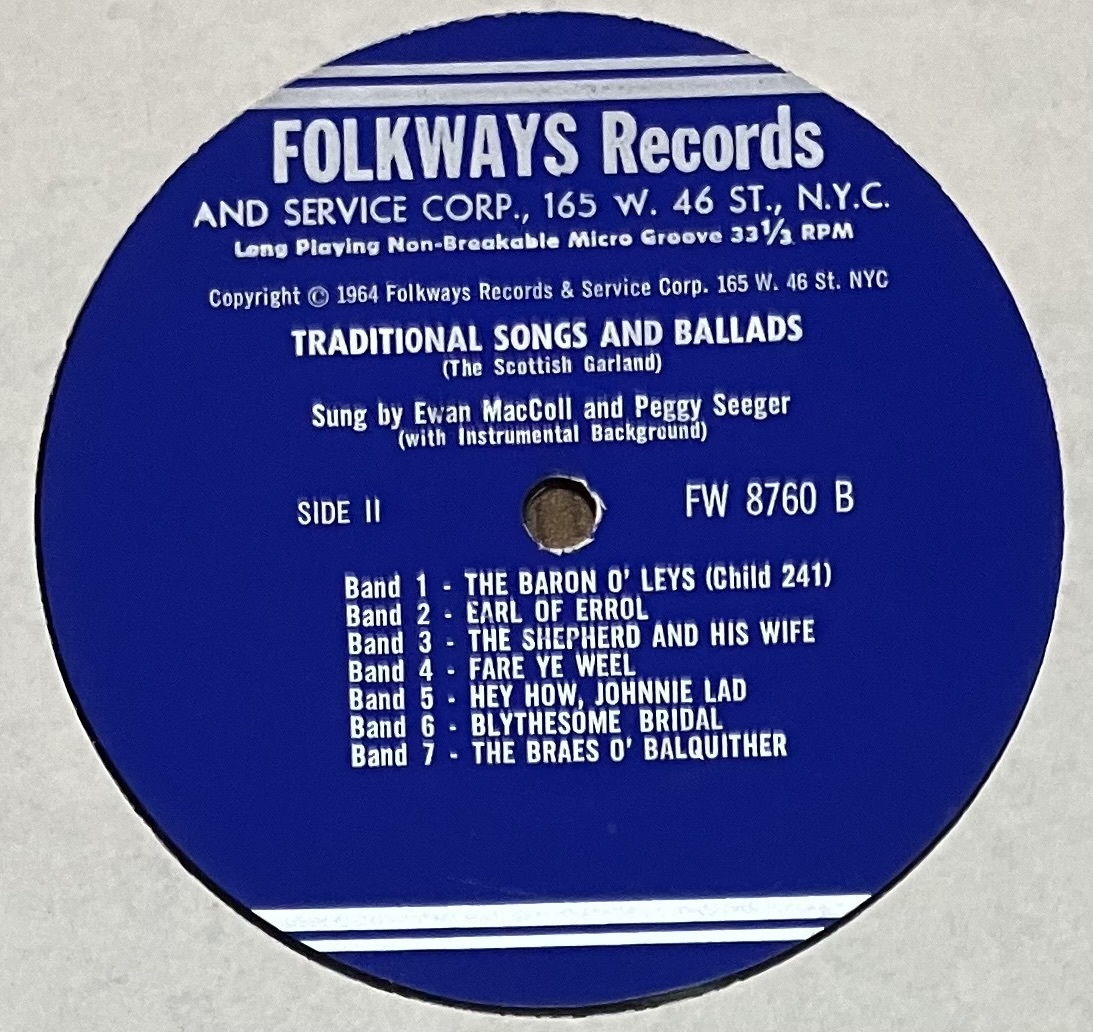 FOLKWAYS Records
AND SERVICE CORP., 165 W. 46 ST., N.Y.C.
Long Playing Non-Breakable Micro Groove 33⅓ RPM
Copyright © 1964 Folkways Records & Service Corp. 165 W. 46 St. NYC
TRADITIONAL SONGS AND BALLADS
(The Scottish Garland)
Sung by Ewan MacColl and Peggy Seeger
(with Instrumental Background)
SIDE II FW 8760 B
Band 1 - THE BARON O' LEYS (Child 241)
Band 2 - EARL OF ERROL
Band 3 - THE SHEPHERD AND HIS WIFE
Band 4 - FARE YE WEEL
Band 5 - HEY HOW, JOHNNIE LAD
Band 6 - BLYTHESOME BRIDAL
Band 7 - THE BRAES O' BALQUITHER